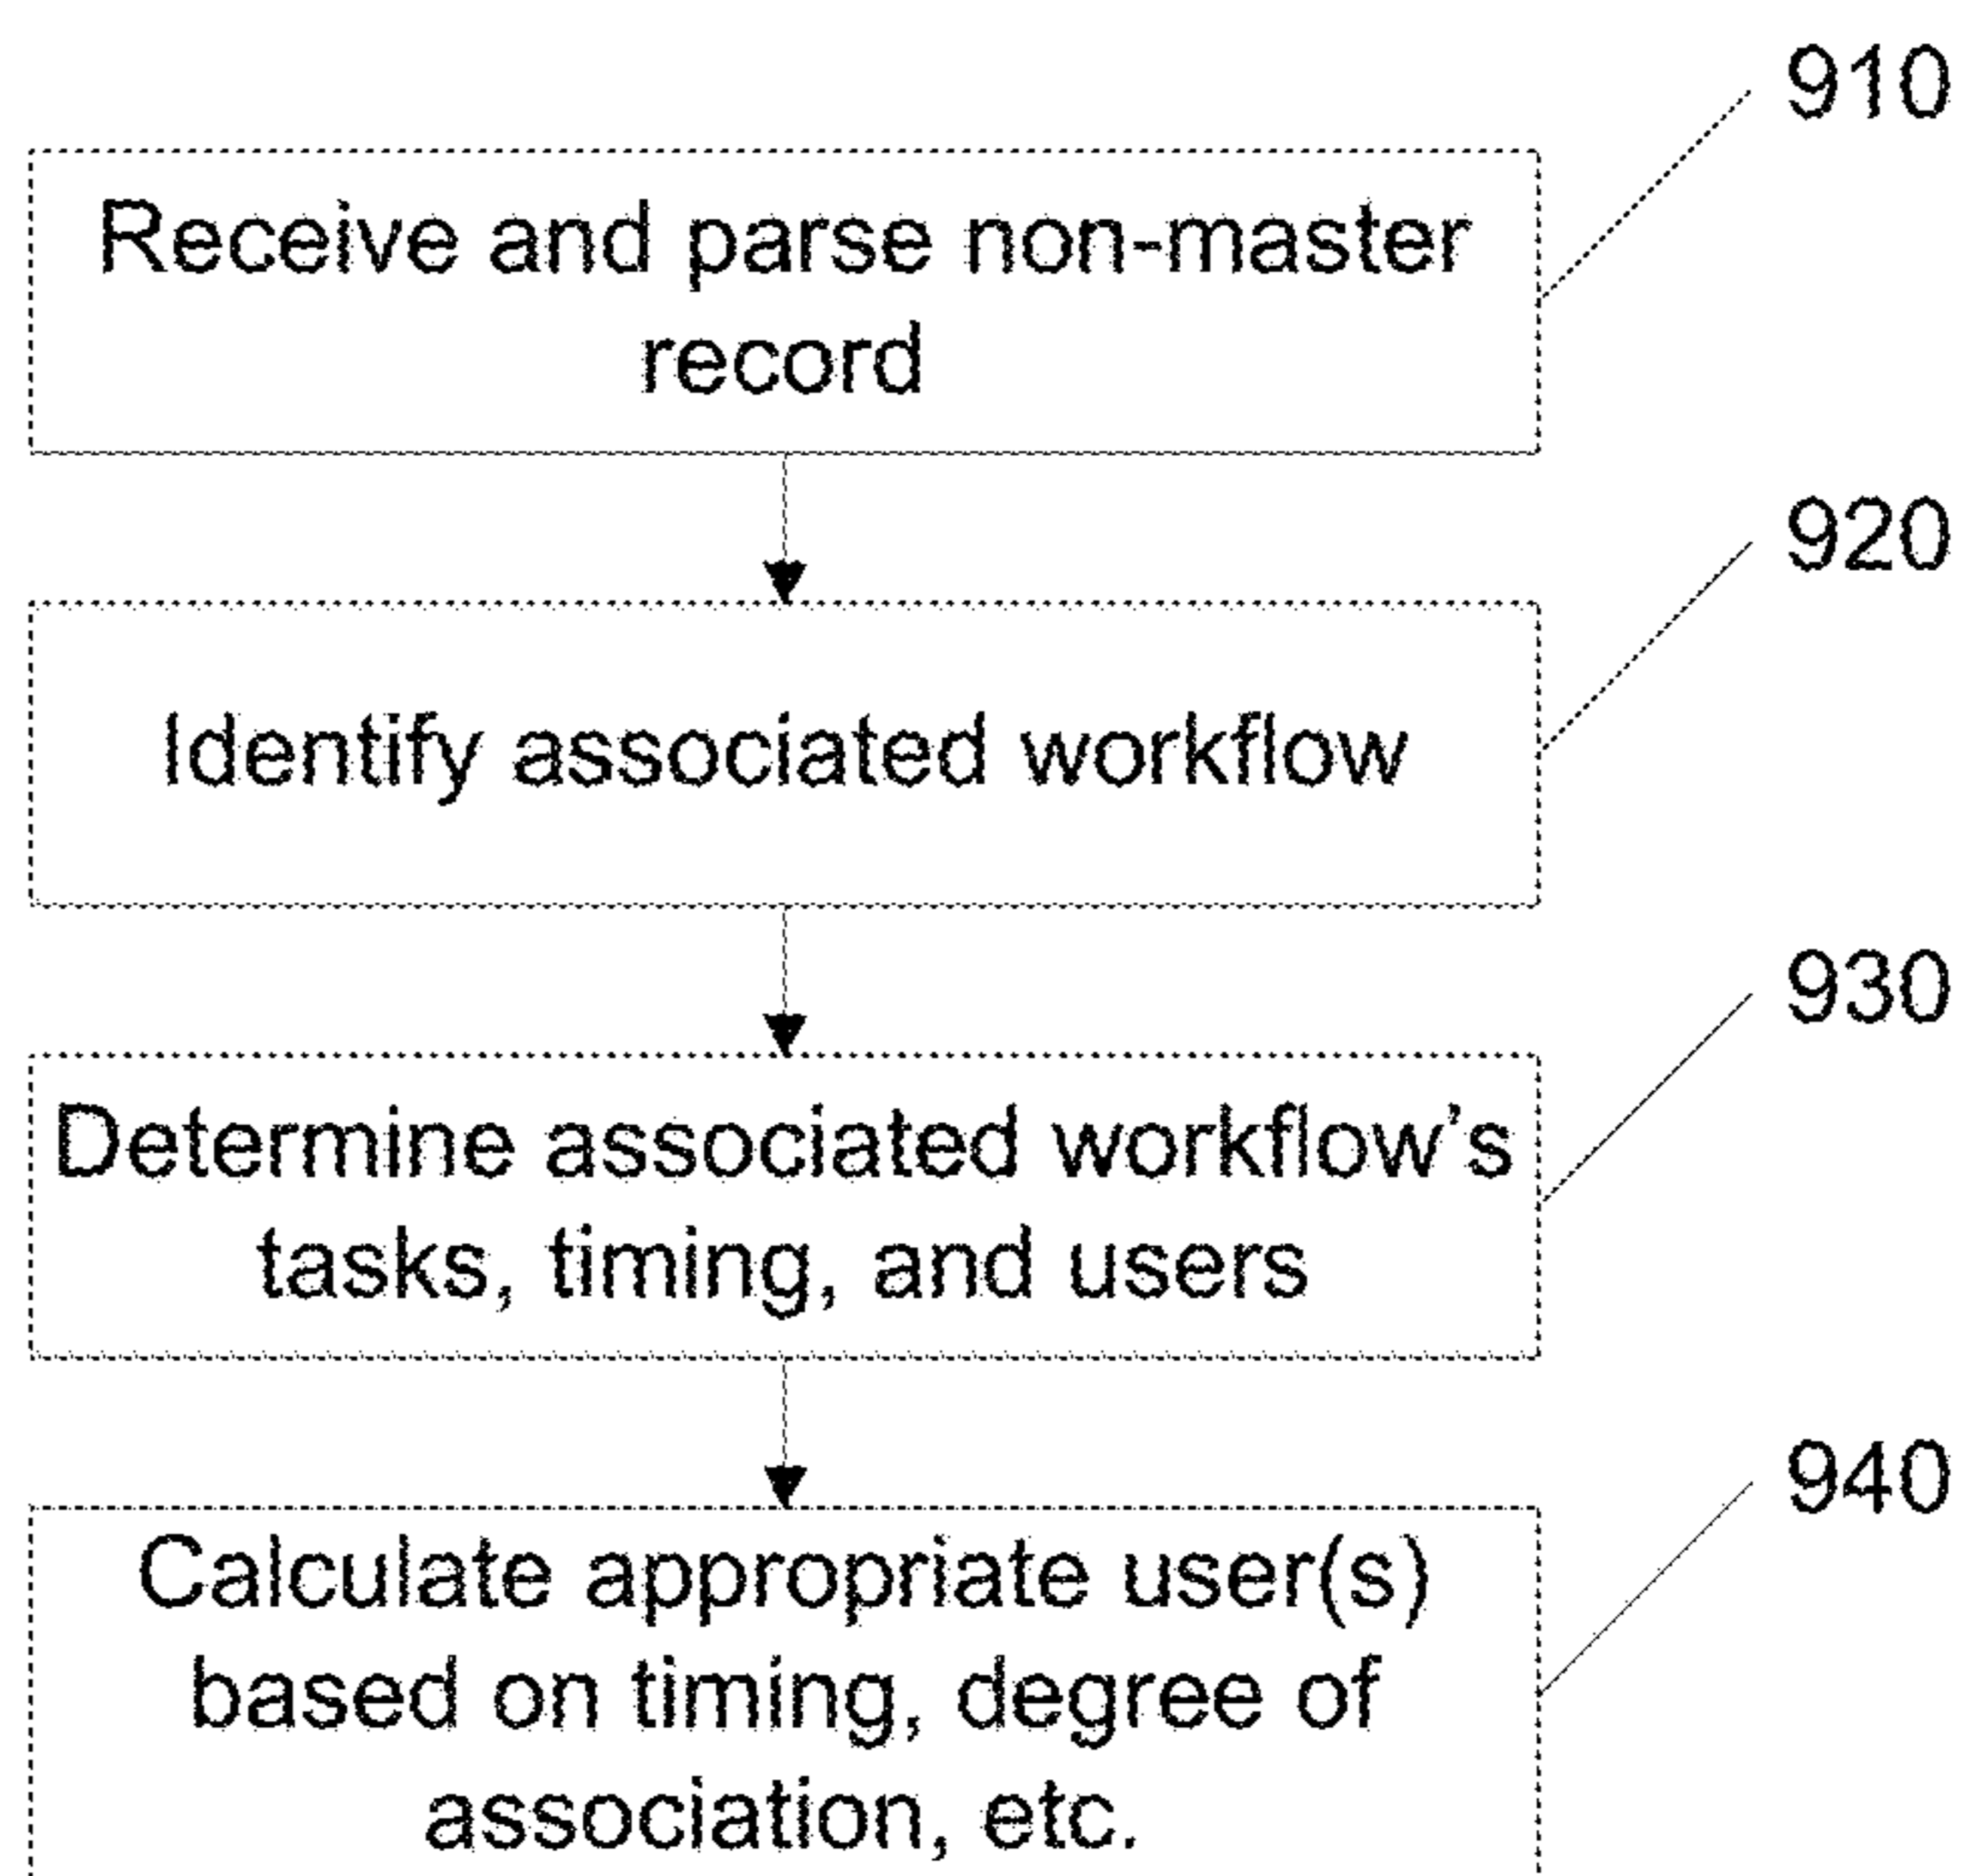 910
Receive and parse non-master
record
920
Identify associated workflow
930
Determine associated workflow’s
tasks, timing, and users
940
Calculate appropriate user(s)
based on timing, degree of
association, etc.